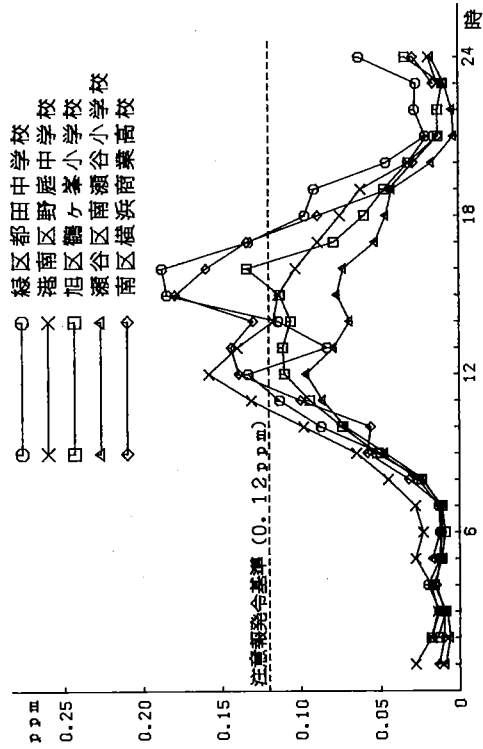 緑区都田中学校
港南区野庭中学校
旭区鶴ヶ峯小学校
瀬谷区南瀬谷小学校
南区横浜商業高校
ppm
0.25
0.20
0.15
0.10
0.05
0
注意報発令基準(0.12ppm)
6
12
18
24
時